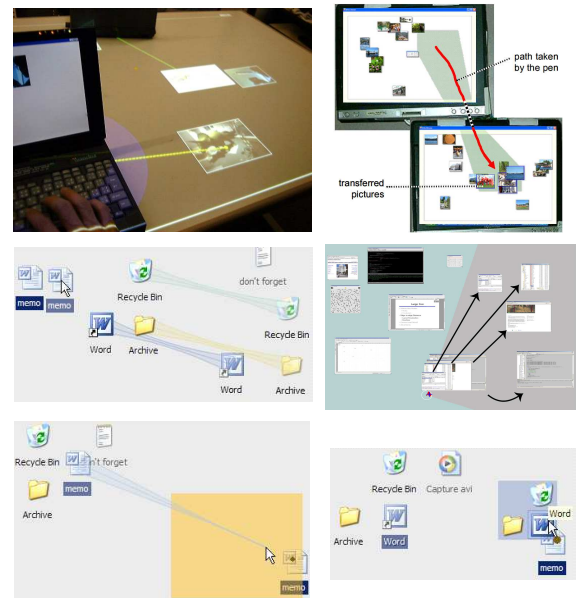 path taken
by the pen
transferred
pictures
memo
memo
Recycle Bin
don't forget
Recycle Bin
Word
Archive
Word
Archive
Recycle Bin
n't forget
memo
Archive
memo
Recycle Bin
Capture avi
Word
Archive
Word
memo